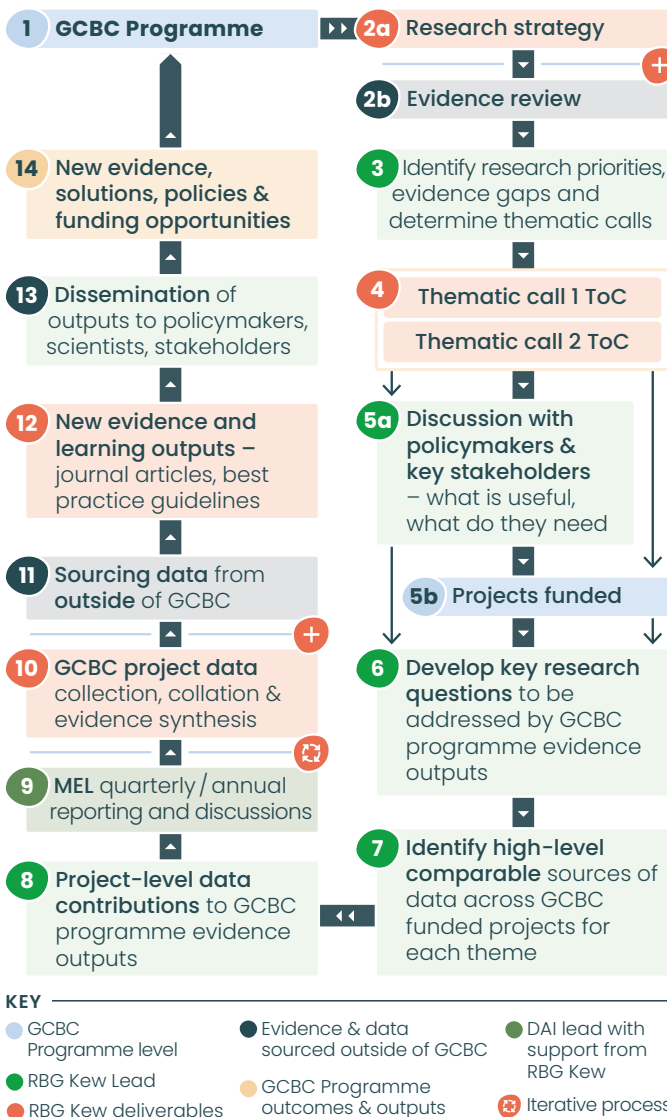 1 GCBC Programme
2a Research strategy
2b Evidence review
3 Identify research priorities,
evidence gaps and
determine thematic calls
4 Thematic call 1 ToC
Thematic call 2 ToC
5a Discussion with
policymakers &
key stakeholders
– what is useful,
what do they need
5b Projects funded
6 Develop key research
questions to be
addressed by GCBC
programme evidence
outputs
7 Identify high-level
comparable sources of
data across GCBC
funded projects for
each theme
8 Project-level data
contributions to GCBC
programme evidence
outputs
9 MEL quarterly / annual
reporting and discussions
10 GCBC project data
collection, collation &
evidence synthesis
11 Sourcing data from
outside of GCBC
12 New evidence and
learning outputs –
journal articles, best
practice guidelines
13 Dissemination of
outputs to policymakers,
scientists, stakeholders
14 New evidence,
solutions, policies &
funding opportunities
KEY
GCBC
Programme level
RBG Kew Lead
RBG Kew deliverables
Evidence & data
sourced outside of GCBC
GCBC Programme
outcomes & outputs
DAI lead with
support from
RBG Kew
Iterative process